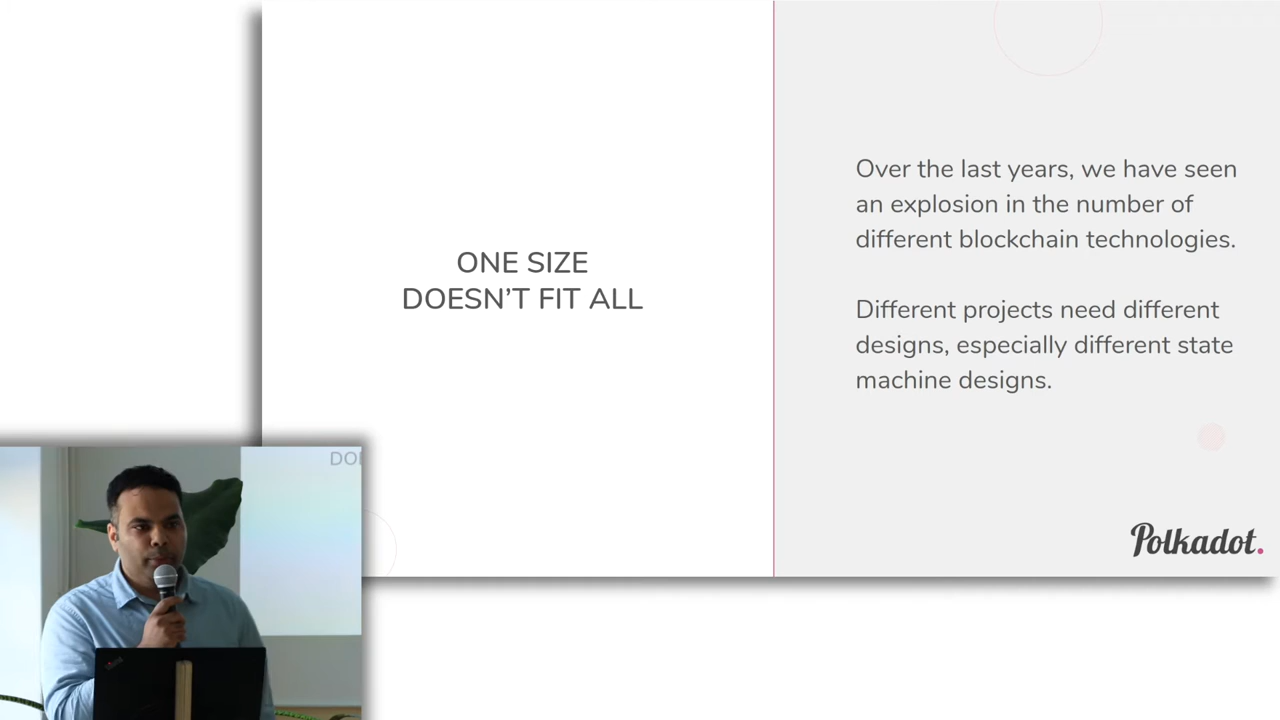 ONE SIZE
DOESN’T FIT ALL
Over the last years, we have seen
an explosion in the number of
different blockchain technologies.
Different projects need different
designs, especially different state
machine designs.
Polkadot.
DOE